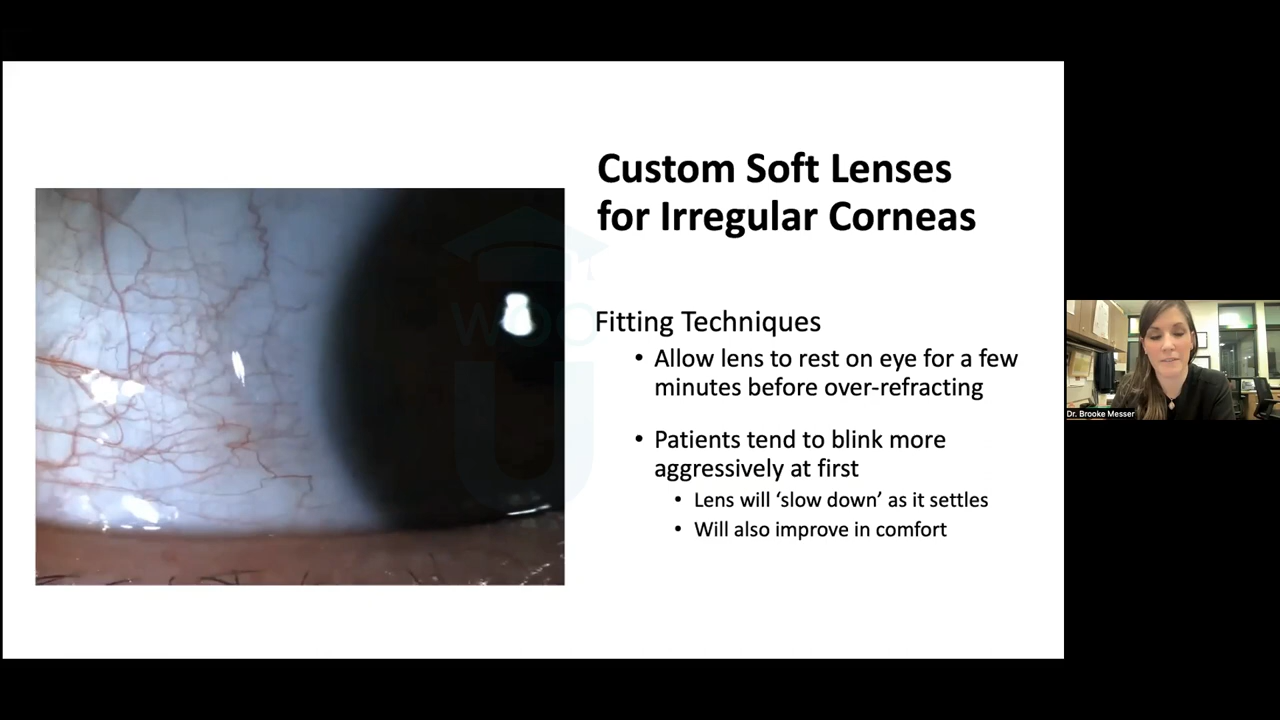 Custom Soft Lenses
for Irregular Corneas
Fitting Techniques
• Allow lens to rest on eye for a few
minutes before over-refracting
• Patients tend to blink more
aggressively at first
• Lens will ‘slow down’ as it settles
• Will also improve in comfort
WOO
U
Dr. Brooke Messer